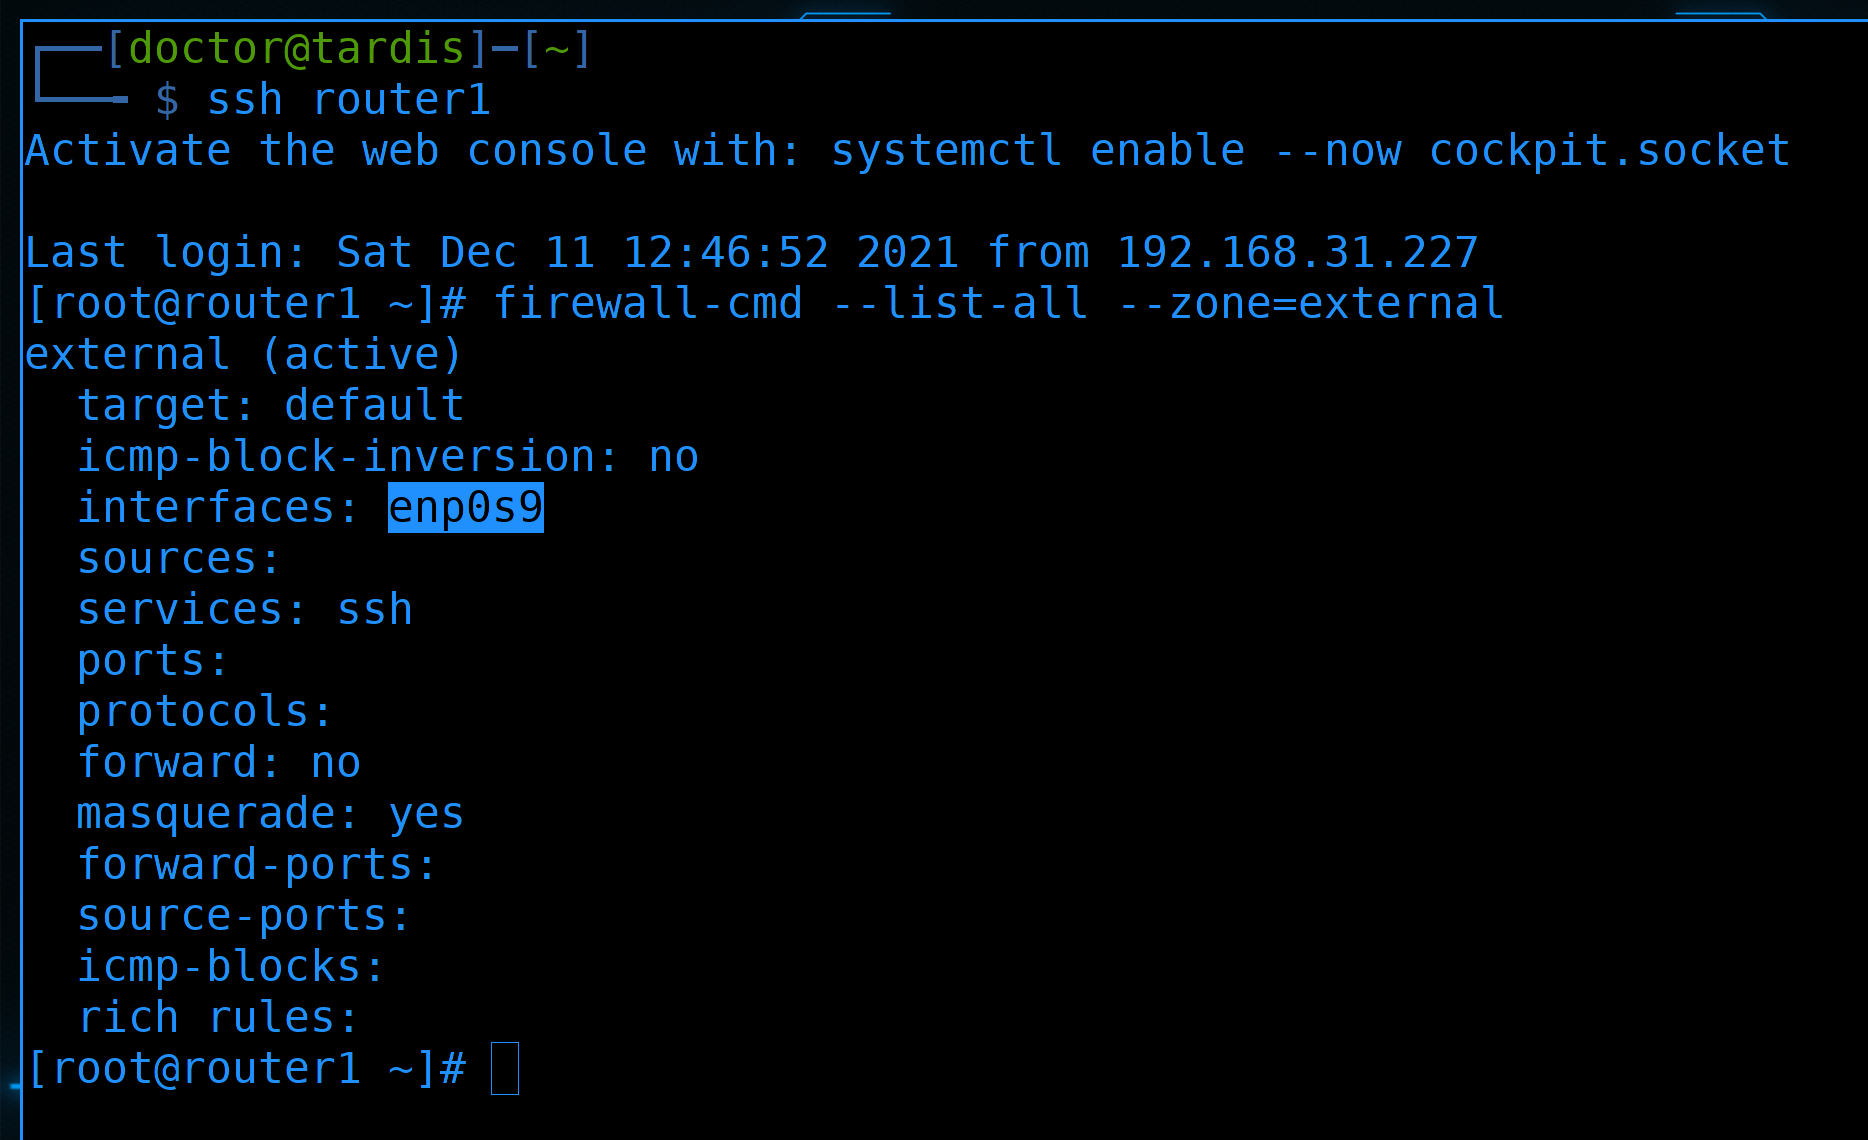 ┌──[doctor@tardis]─[~]
└──╼ $ ssh router1
Activate the web console with: systemctl enable --now cockpit.socket
Last login: Sat Dec 11 12:46:52 2021 from 192.168.31.227
[root@router1 ~]# firewall-cmd --list-all --zone=external
external (active)
  target: default
  icmp-block-inversion: no
  interfaces: enp0s9
  sources:
  services: ssh
  ports:
  protocols:
  forward: no
  masquerade: yes
  forward-ports:
  source-ports:
  icmp-blocks:
  rich rules:
[root@router1 ~]#